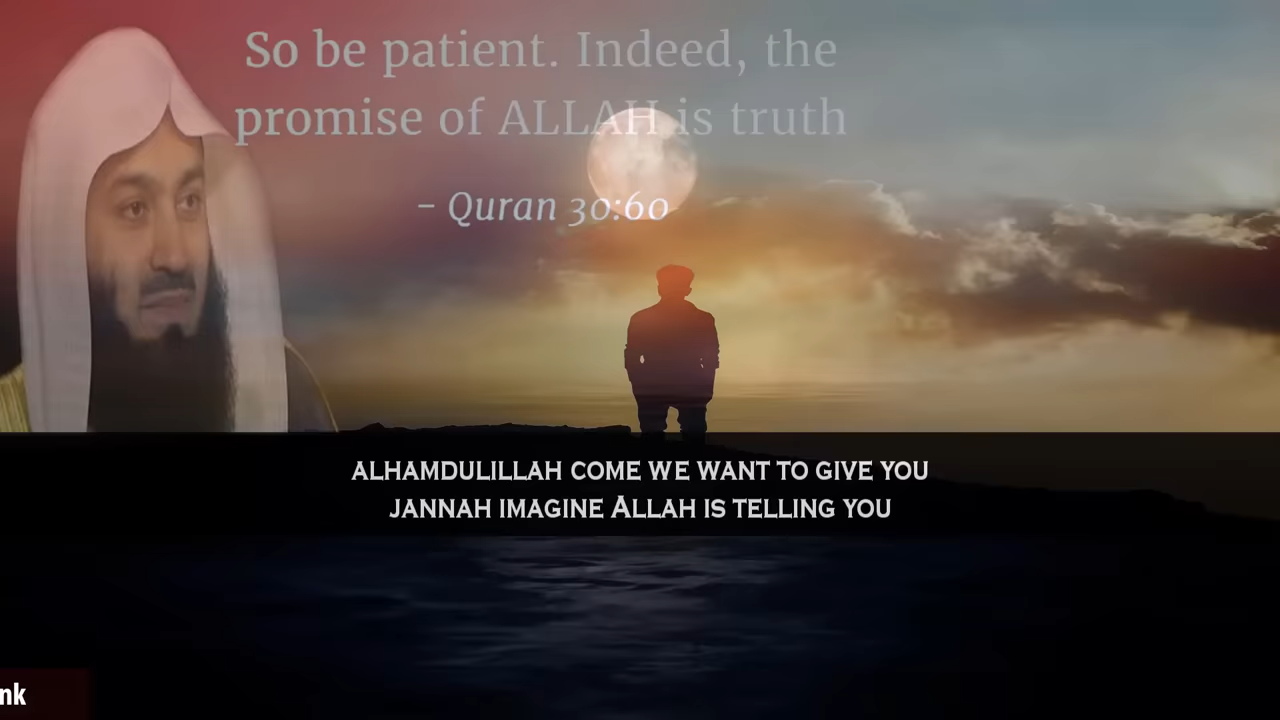 So be patient. Indeed, the
promise of ALLAH is truth
– Quran 30:60
ALHAMDULILLAH COME WE WANT TO GIVE YOU
JANNAH IMAGINE ALLAH IS TELLING YOU
nk